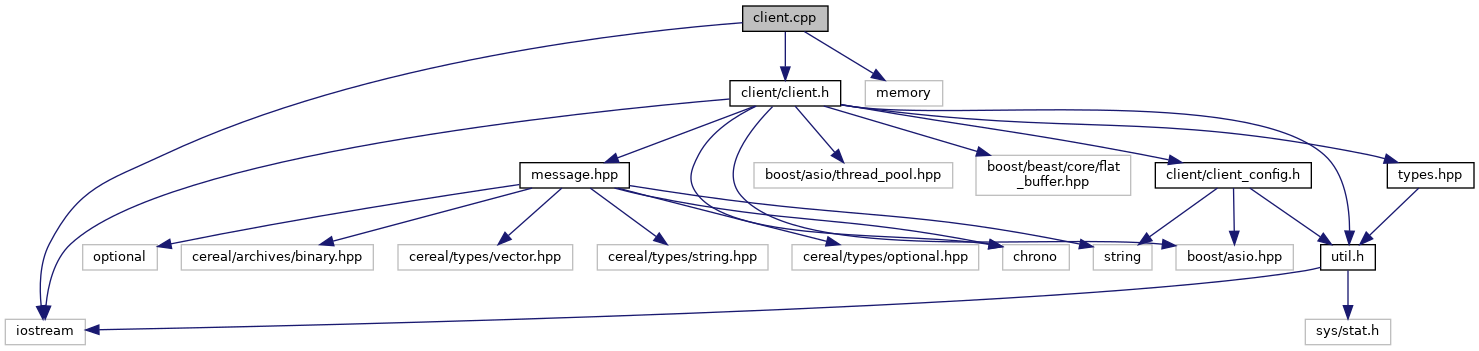 client.cpp
client/client.h
memory
message.hpp
boost/asio/thread_pool.hpp
boost/beast/core/flat
_buffer.hpp
client/client_config.h
types.hpp
optional
cereal/archives/binary.hpp
cereal/types/vector.hpp
cereal/types/string.hpp
cereal/types/optional.hpp
chrono
string
boost/asio.hpp
util.h
iostream
sys/stat.h